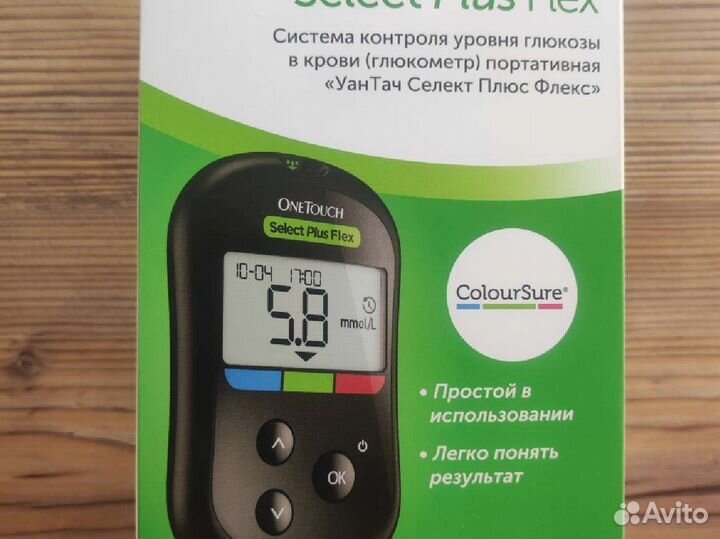 Select Plus Flex
Система контроля уровня глюкозы
в крови (глюкометр) портативная
«УанТач Селект Плюс Флекс»
ONETOUCH
Select Plus Flex
10-04 17:00
5.8
mmol/L
ColourSure®
• Простой в
использовании
• Легко понять
результат
OK
Avito